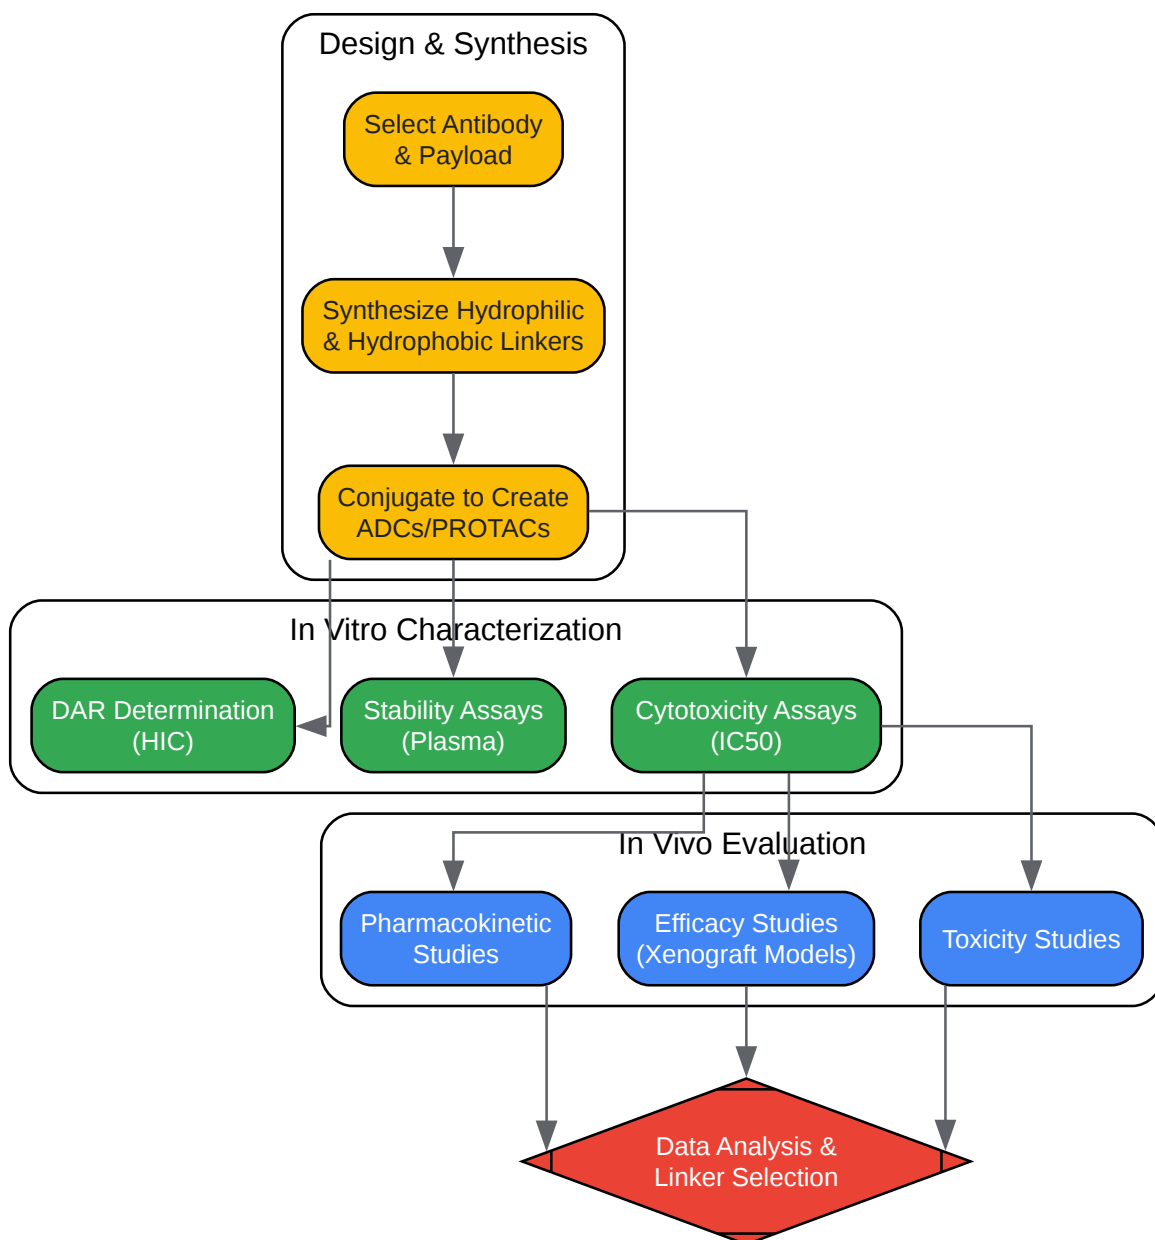 Design & Synthesis
Select Antibody
& Payload
Synthesize Hydrophilic
& Hydrophobic Linkers
Conjugate to Create
ADCs/PROTACs
In Vitro Characterization
DAR Determination
(HIC)
Stability Assays
(Plasma)
Cytotoxicity Assays
(IC50)
In Vivo Evaluation
Pharmacokinetic
Studies
Efficacy Studies
(Xenograft Models)
Toxicity Studies
Data Analysis &
Linker Selection